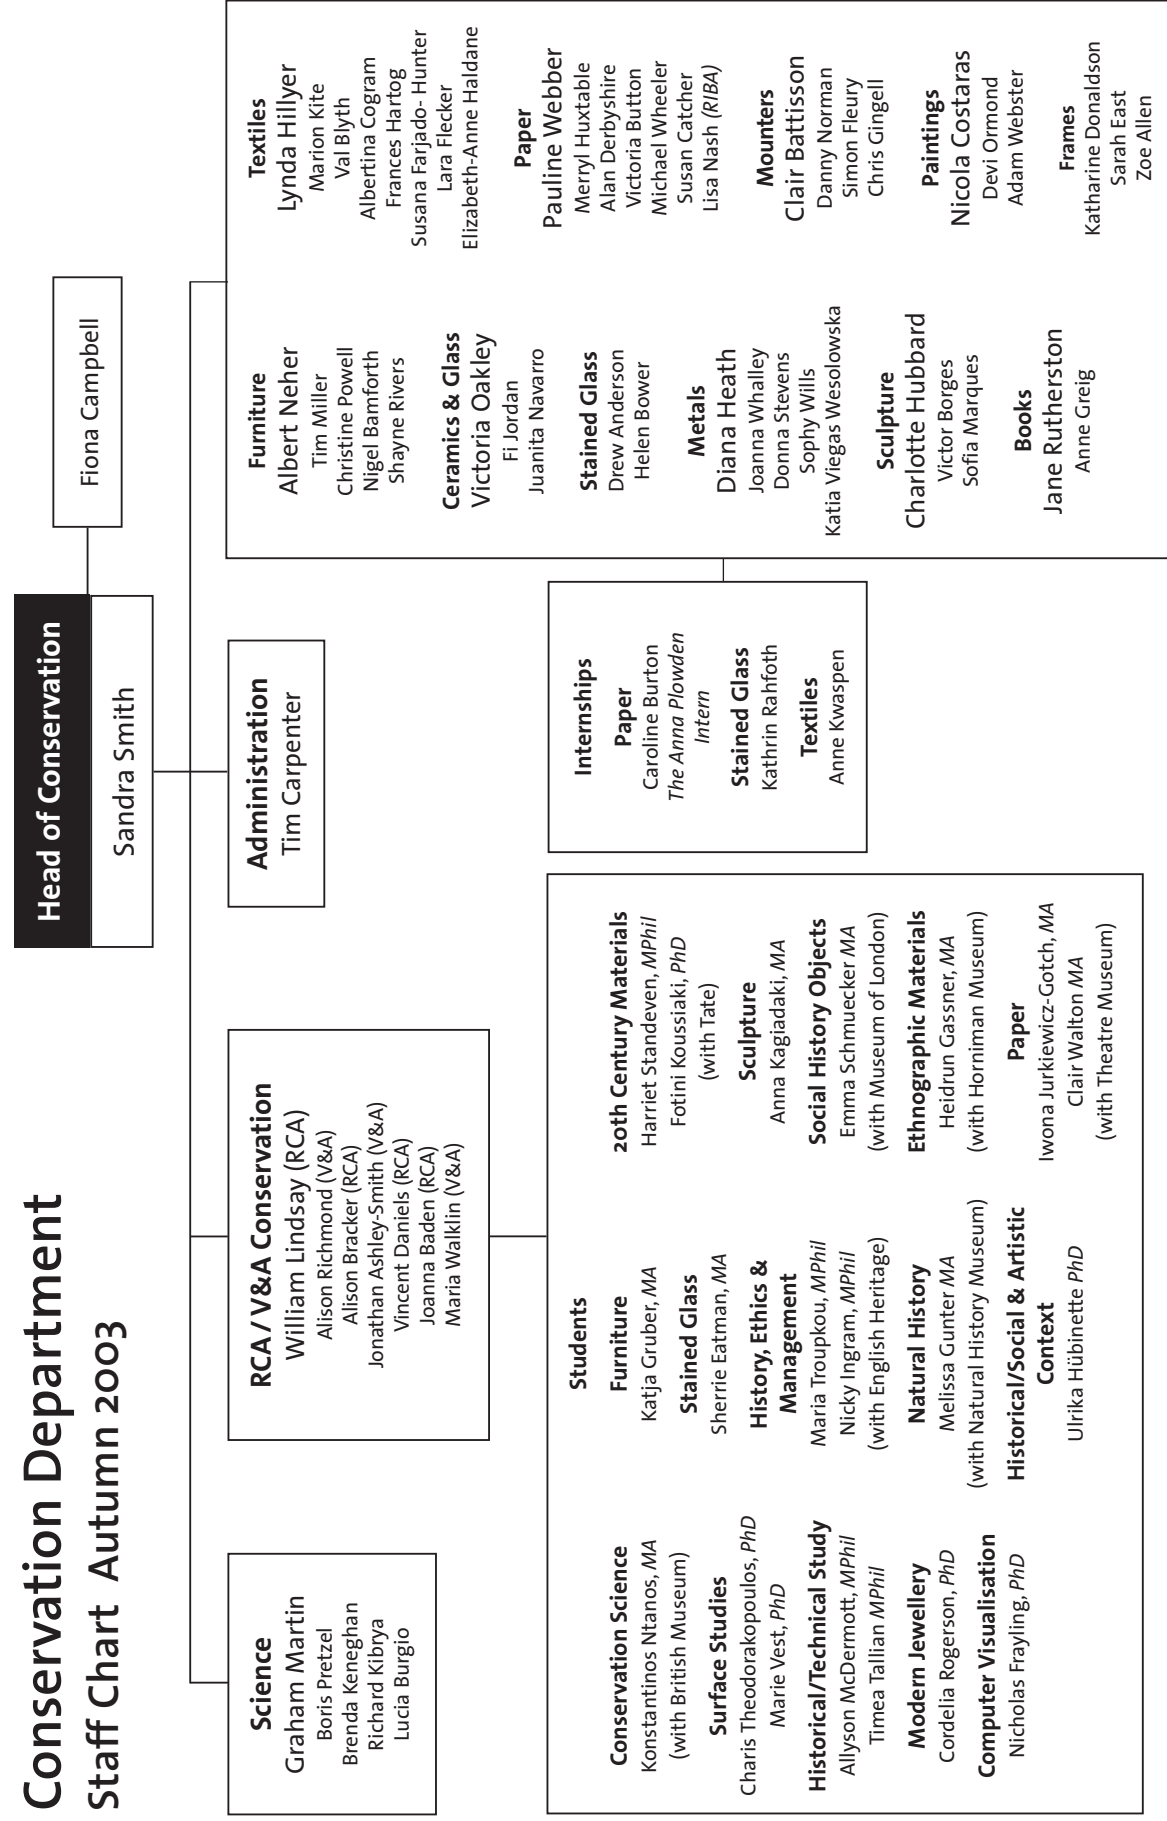 Conservation Department
Staff Chart Autumn 2003
Head of Conservation
Sandra Smith
Fiona Campbell
Science
Graham Martin
Boris Pretzel
Brenda Keneghan
Richard Kibrya
Lucia Burgio
RCA / V&A Conservation
William Lindsay (RCA)
Alison Richmond (V&A)
Alison Bracker (RCA)
Jonathan Ashley-Smith (V&A)
Vincent Daniels (RCA)
Joanna Baden (RCA)
Maria Walklin (V&A)
Administration
Tim Carpenter
Furniture
Albert Neher
Tim Miller
Christine Powell
Nigel Bamforth
Shayne Rivers
Ceramics & Glass
Victoria Oakley
Fi Jordan
Juanita Navarro
Stained Glass
Drew Anderson
Helen Bower
Metals
Diana Heath
Joanna Whalley
Donna Stevens
Sophy Wills
Katia Viegas Wesolowska
Sculpture
Charlotte Hubbard
Victor Borges
Sofia Marques
Books
Jane Rutherston
Anne Greig
Textiles
Lynda Hillyer
Marion Kite
Val Blyth
Albertina Cogram
Frances Hartog
Susana Farjado- Hunter
Lara Flecker
Elizabeth-Anne Haldane
Paper
Pauline Webber
Merryl Huxtable
Alan Derbyshire
Victoria Button
Michael Wheeler
Susan Catcher
Lisa Nash (RIBA)
Mounters
Clair Battisson
Danny Norman
Simon Fleury
Chris Gingell
Paintings
Nicola Costaras
Devi Ormond
Adam Webster
Frames
Katharine Donaldson
Sarah East
Zoe Allen
Students
Conservation Science
Konstantinos Ntanos, MA
(with British Museum)
Surface Studies
Charis Theodorakopoulos, PhD
Marie Vest, PhD
Historical/Technical Study
Allyson McDermott, MPhil
Timea Tallian MPhil
Modern Jewellery
Cordelia Rogerson, PhD
Computer Visualisation
Nicholas Frayling, PhD
Furniture
Katja Gruber, MA
Stained Glass
Sherrie Eatman, MA
History, Ethics &
Management
Maria Troupkou, MPhil
Nicky Ingram, MPhil
(with English Heritage)
Natural History
Melissa Gunter MA
(with Natural History Museum)
Historical/Social & Artistic
Context
Ulrika Hübinette PhD
20th Century Materials
Harriet Standeven, MPhil
Fotini Koussiaki, PhD
(with Tate)
Sculpture
Anna Kagiadaki, MA
Social History Objects
Emma Schmuecker MA
(with Museum of London)
Ethnographic Materials
Heidrun Gassner, MA
(with Horniman Museum)
Paper
Iwona Jurkiewicz-Gotch, MA
Clair Walton MA
(with Theatre Museum)
Internships
Paper
Caroline Burton
The Anna Plowden
Intern
Stained Glass
Kathrin Rahfoth
Textiles
Anne Kwaspen